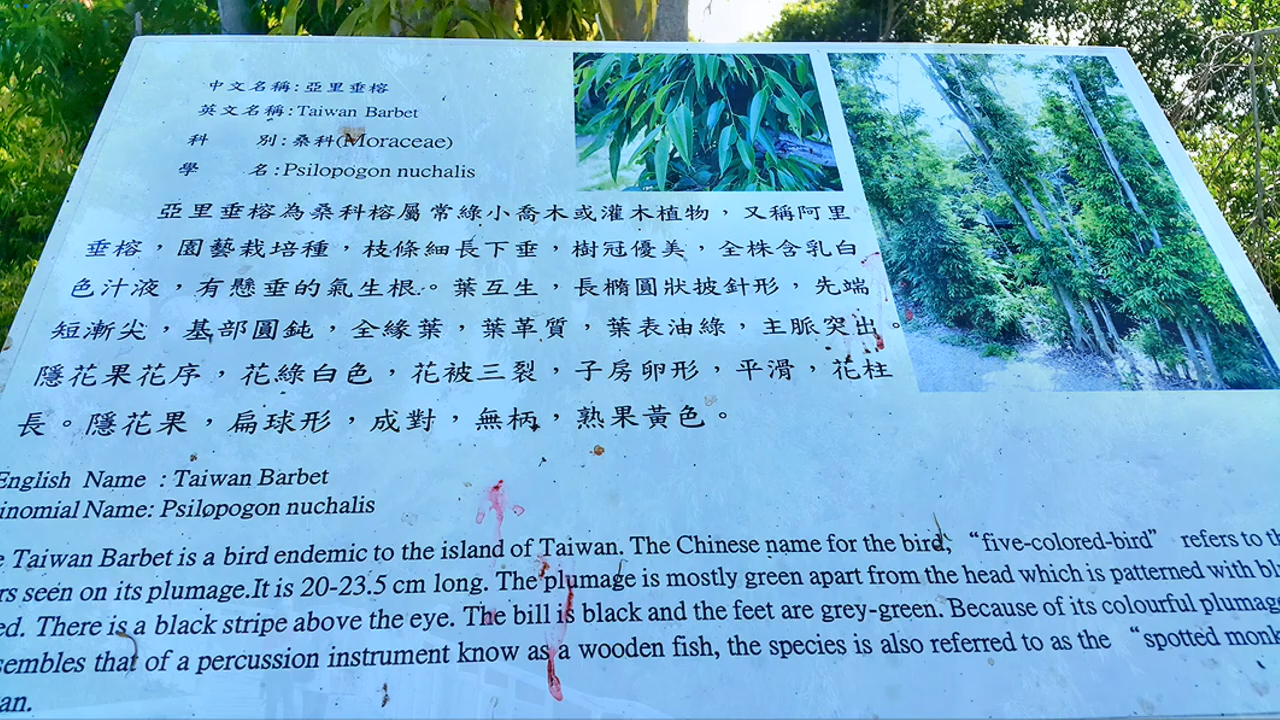 中文名稱:亞里垂榕
英文名稱:Taiwan Barbet
科 別:桑科(Moraceae)
學 名:Psilopogon nuchalis
亞里垂榕為桑科榕屬常綠小喬木或灌木植物，又稱阿里
垂榕，園藝栽培種，枝條細長下垂，樹冠優美，全株含乳白
色汁液，有懸垂的氣生根。葉互生，長橢圓狀披針形，先端
短漸尖，基部圓鈍，全緣葉，葉革質，葉表油綠，主脈突出。
隱花果花序，花綠白色，花被三裂，子房卵形，平滑，花柱
長。隱花果，扁球形，成對，無柄，熟果黃色。
English Name : Taiwan Barbet
inomial Name: Psilopogon nuchalis
e Taiwan Barbet is a bird endemic to the island of Taiwan. The Chinese name for the bird, “five-colored-bird” refers to th
rs seen on its plumage.It is 20-23.5 cm long. The plumage is mostly green apart from the head which is patterned with bl
ed. There is a black stripe above the eye. The bill is black and the feet are grey-green. Because of its colourful plumag
sembles that of a percussion instrument know as a wooden fish, the species is also referred to as the “spotted monk
an.